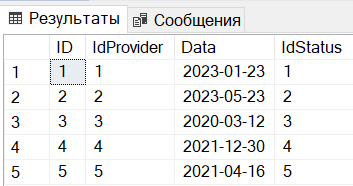 Результаты Сообщения
ID IdProvider Data IdStatus
1 1 1 2023-01-23 1
2 2 2 2023-05-23 2
3 3 3 2020-03-12 3
4 4 4 2021-12-30 4
5 5 5 2021-04-16 5